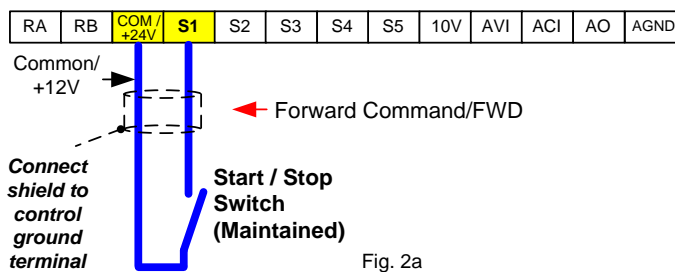 RA RB COM / +24V S1 S2 S3 S4 S5 10V AVI ACI AO AGND
Common/
+12V
Forward Command/FWD
Connect
shield to
control
ground
terminal
Start / Stop
Switch
(Maintained)
Fig. 2a